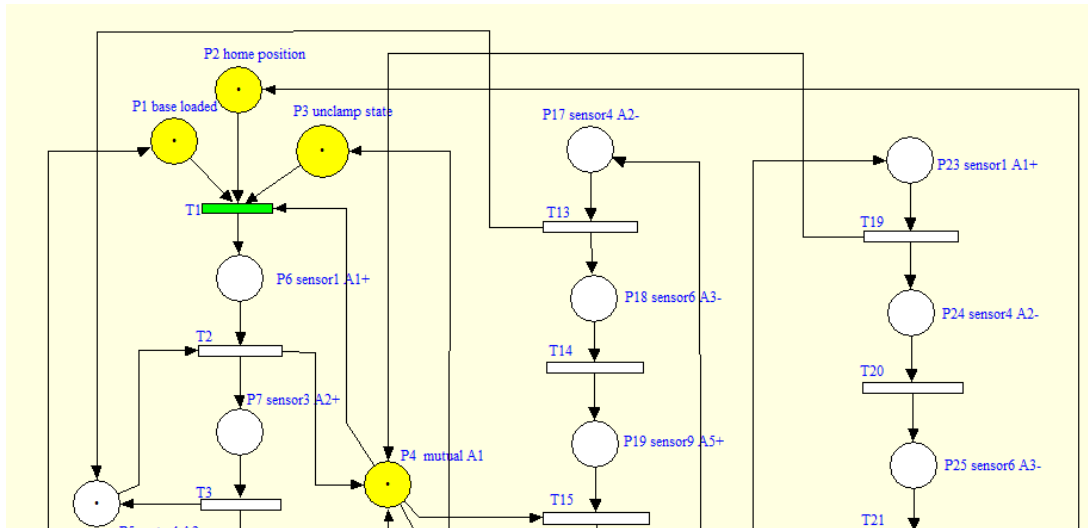 P2 home position
P1 base loaded
P3 unclamp state
P17 sensor4 A2-
P23 sensor1 A1+
T1
T13
T19
P6 sensor1 A1+
P18 sensor6 A3-
P24 sensor4 A2-
T2
T14
T20
P7 sensor3 A2+
P4 mutual A1
P19 sensor9 A5+
P25 sensor6 A3-
T3
T15
T21